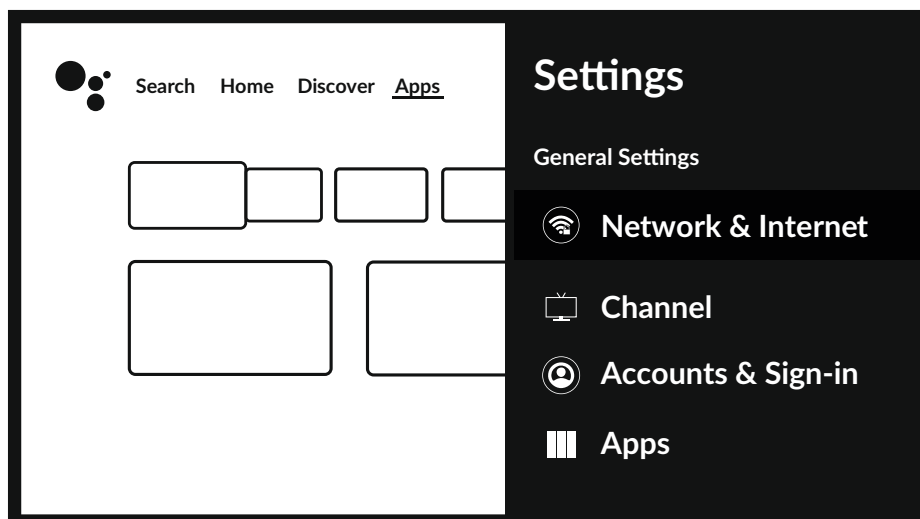 Search Home Discover Apps
Settings
General Settings
Network & Internet
Channel
Accounts & Sign-in
Apps